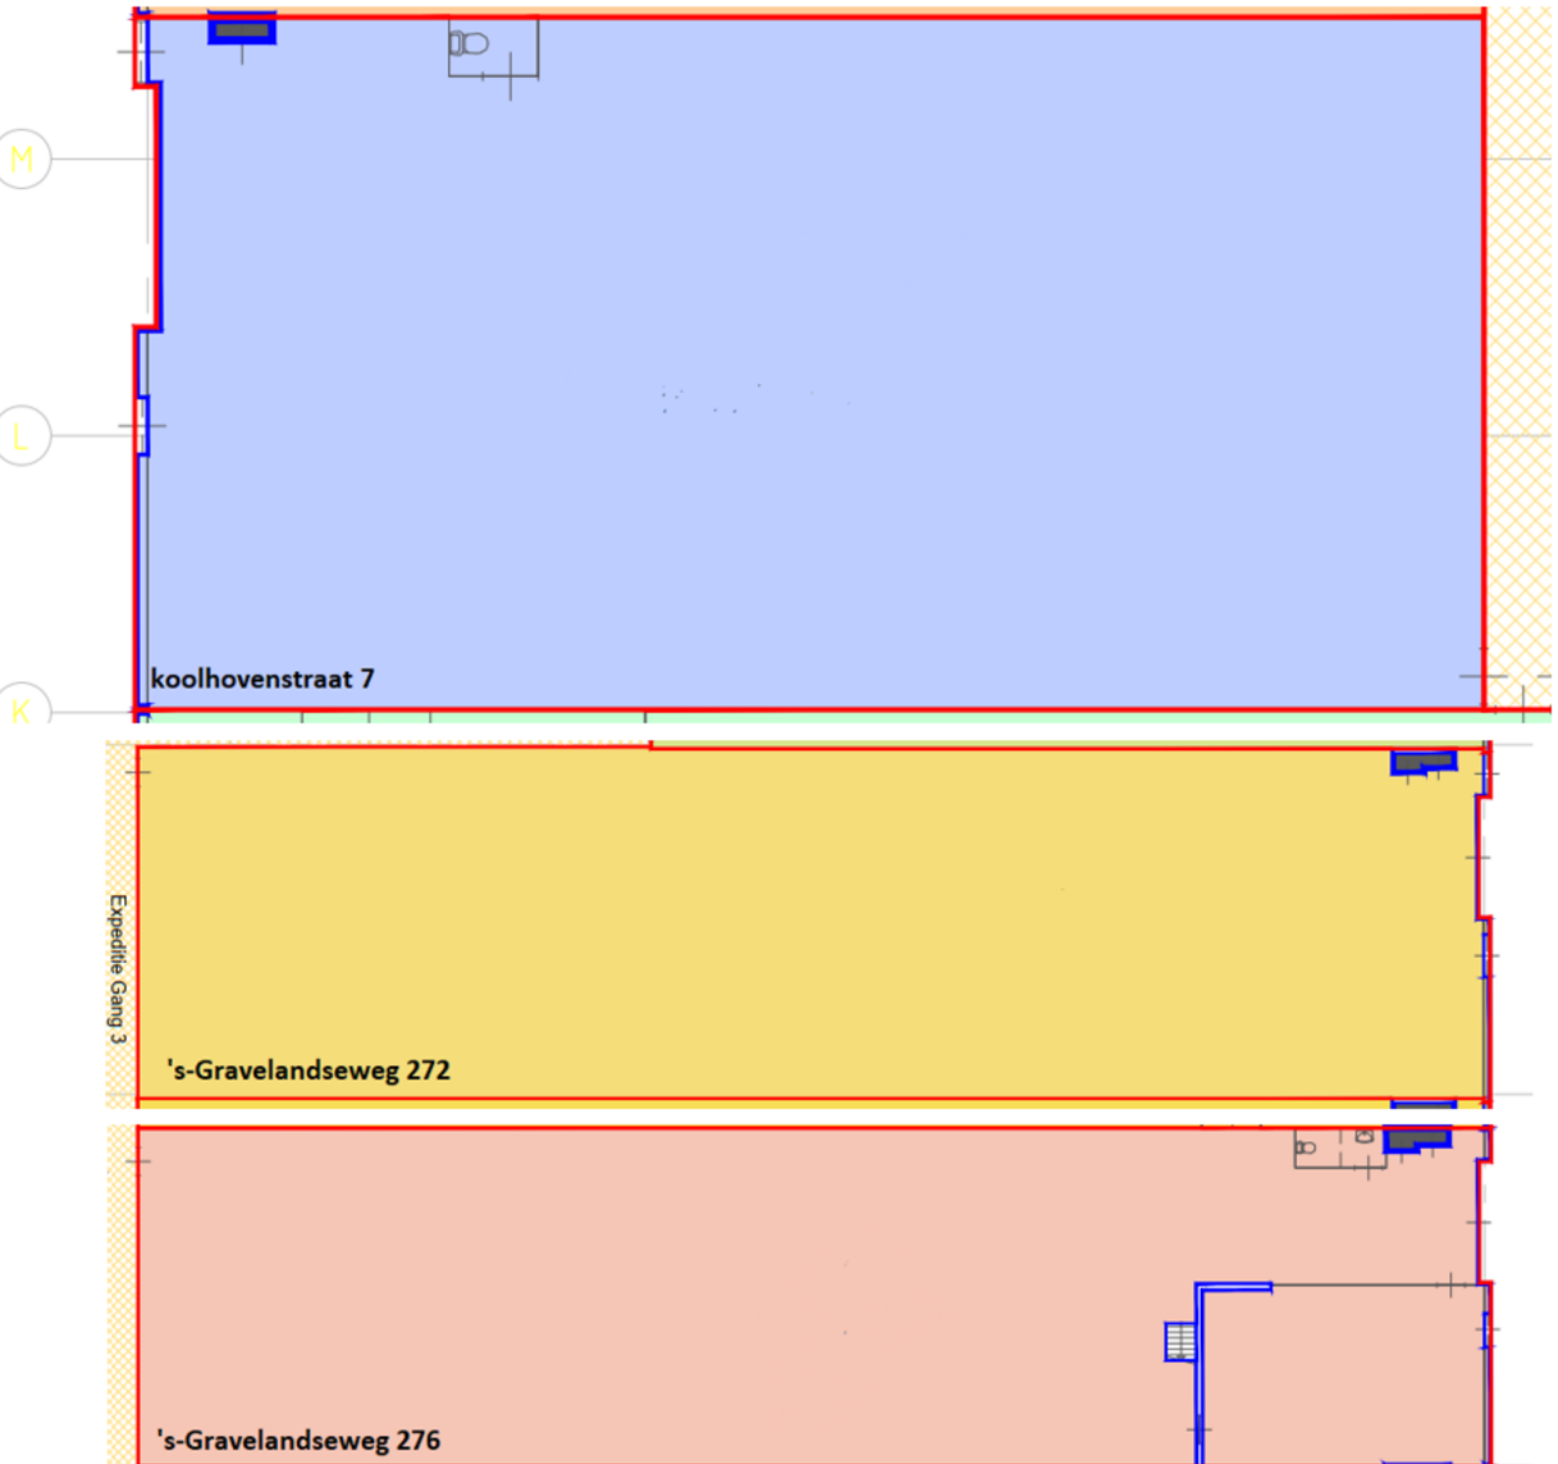 M
L
koolhovenstraat 7
K
Expeditie Gang 3
's-Gravelandseweg 272
's-Gravelandseweg 276